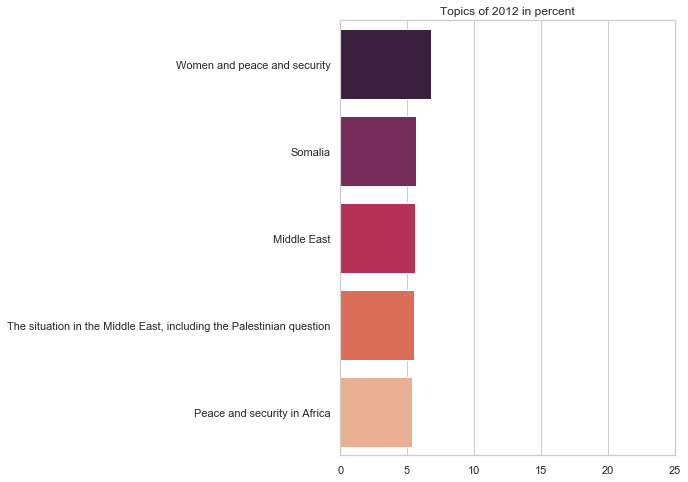 Topics of 2012 in percent
Women and peace and security
Somalia
Middle East
The situation in the Middle East, including the Palestinian question
Peace and security in Africa
0 5 10 15 20 25